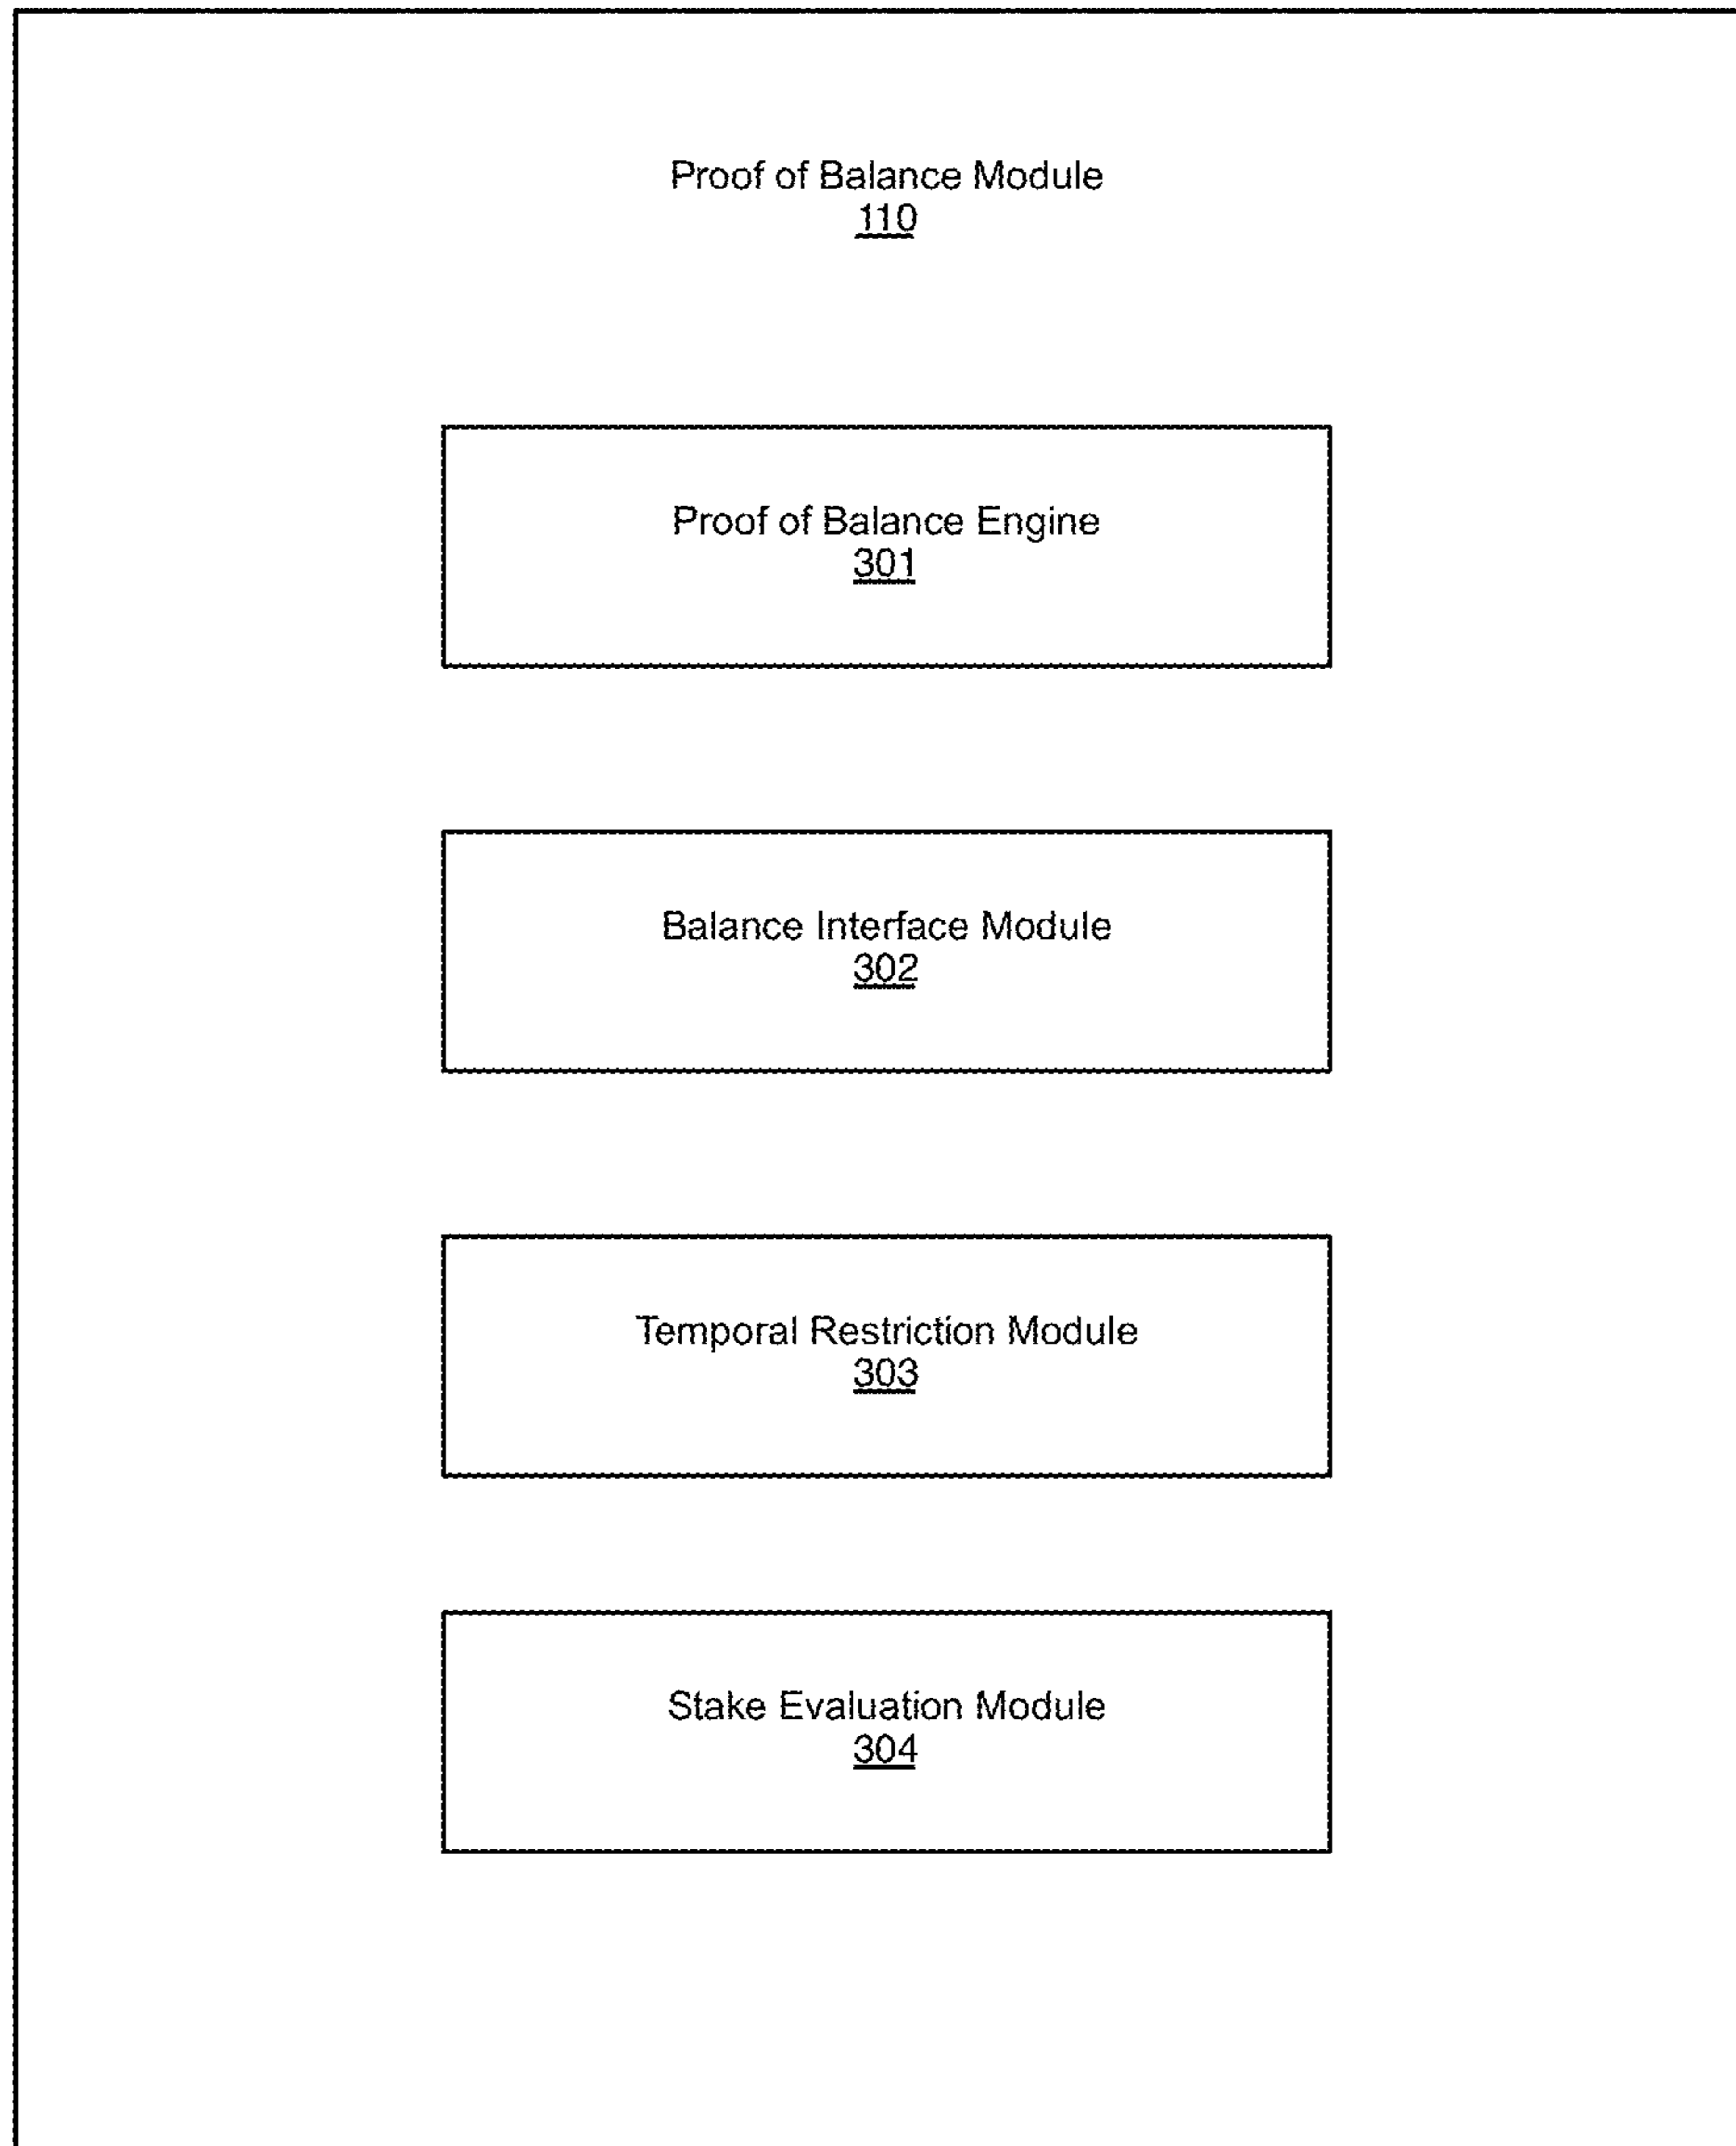 Proof of Balance Module
110
Proof of Balance Engine
301
Balance Interface Module
302
Temporal Restriction Module
303
Stake Evaluation Module
304